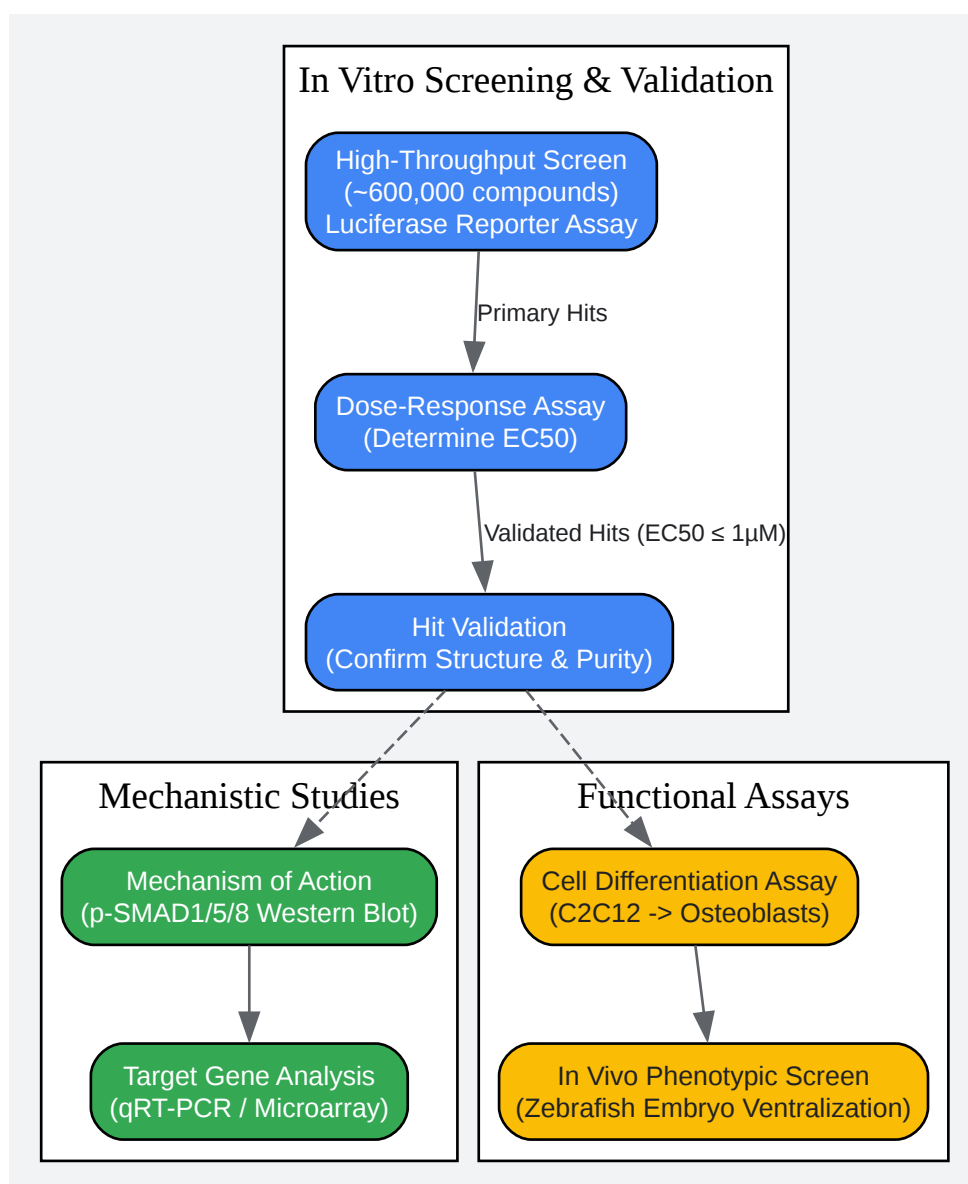 In Vitro Screening & Validation
High-Throughput Screen
(~600,000 compounds)
Luciferase Reporter Assay
Primary Hits
Dose-Response Assay
(Determine EC50)
Validated Hits (EC50 ≤ 1µM)
Hit Validation
(Confirm Structure & Purity)
Mechanistic Studies
Mechanism of Action
(p-SMAD1/5/8 Western Blot)
Target Gene Analysis
(qRT-PCR / Microarray)
Functional Assays
Cell Differentiation Assay
(C2C12 -> Osteoblasts)
In Vivo Phenotypic Screen
(Zebrafish Embryo Ventralization)